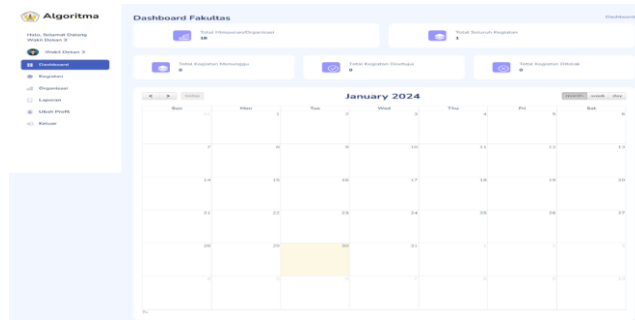 Algoritma
Halo, Selamat Datang
Wakil Dekan 3
Wakil Dekan 3
Dashboard
Kegiatan
Organisasi
Laporan
Ubah Profil
Keluar
Dashboard Fakultas
Dashboard
Total Himpunan/Organisasi
10
Total Seluruh Kegiatan
1
Total Kegiatan Menunggu
0
Total Kegiatan Disetujui
0
Total Kegiatan Ditolak
0
today
January 2024
month week day
Sun Mon Tue Wed Thu Fri Sat
31 1 2 3 4 5 6
7 8 9 10 11 12 13
14 15 16 17 18 19 20
21 22 23 24 25 26 27
28 29 30 31 1 2 3
4 5 6 7 8 9 10